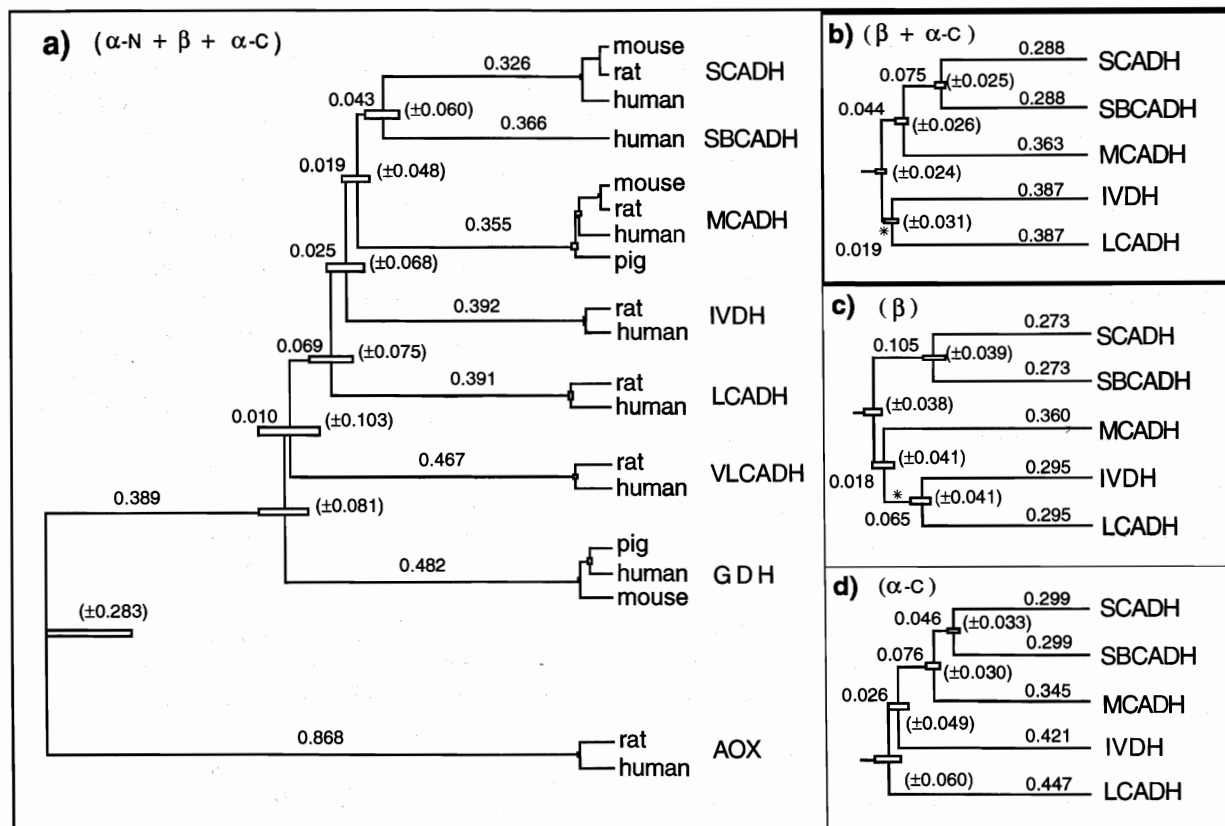 a) (α-N + β + α-C)
mouse
0.326
rat
SCADH
0.043
human
(±0.060)
0.366
human
SBCADH
0.019
(±0.048)
mouse
rat
0.355
MCADH
human
0.025
pig
(±0.068)
rat
0.392
IVDH
human
0.069
(±0.075)
rat
0.391
LCADH
human
0.010
(±0.103)
rat
0.467
VLCADH
human
0.389
(±0.081)
pig
0.482
human
GDH
mouse
(±0.283)
rat
0.868
AOX
human
b) (β + α-C)
0.288
SCADH
0.075
(±0.025)
0.288
SBCADH
0.044
(±0.026)
0.363
MCADH
(±0.024)
0.387
IVDH
(±0.031)
*
0.387
LCADH
0.019
c) (β)
0.273
SCADH
0.105
(±0.039)
0.273
SBCADH
(±0.038)
0.360
MCADH
(±0.041)
0.018
0.295
IVDH
*
(±0.041)
0.065
0.295
LCADH
d) (α-C)
0.299
SCADH
0.046
(±0.033)
0.299
SBCADH
0.076
(±0.030)
0.345
MCADH
0.026
(±0.049)
0.421
IVDH
(±0.060)
0.447
LCADH